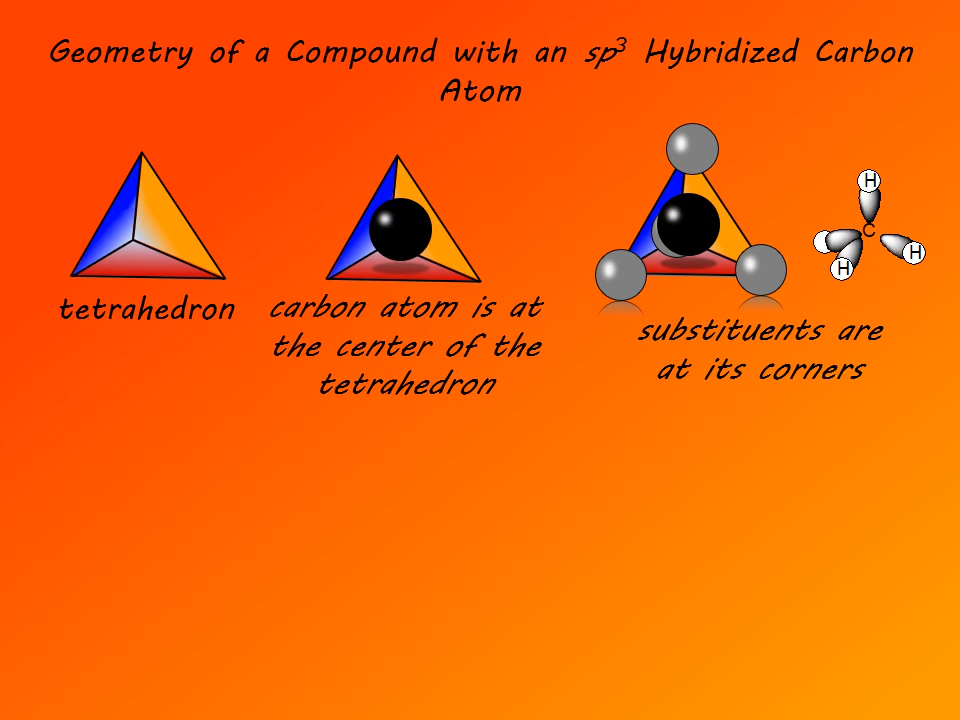 Geometry of a Compound with an sp³ Hybridized Carbon
Atom
tetrahedron
carbon atom is at
the center of the
tetrahedron
substituents are
at its corners
H
C
H
H